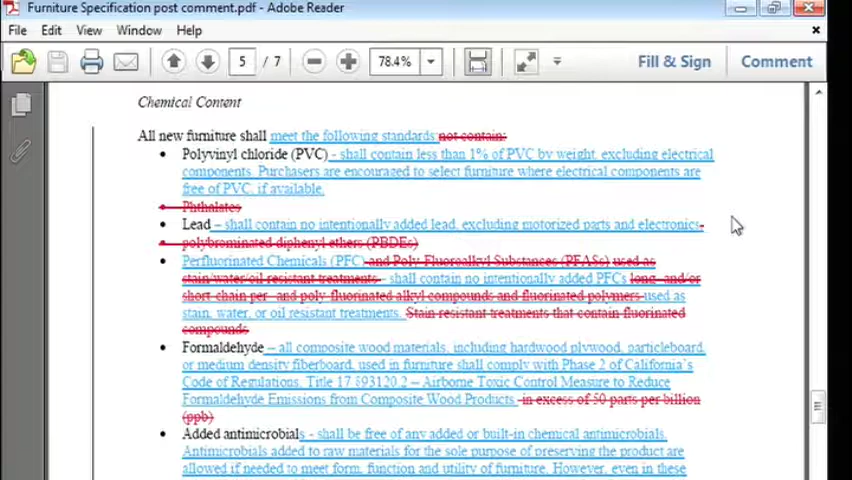 Furniture Specification post comment.pdf - Adobe Reader
File Edit View Window Help
5 / 7 78.4% Fill & Sign Comment
Chemical Content
All new furniture shall meet the following standards:not contain:
• Polyvinyl chloride (PVC) - shall contain less than 1% of PVC by weight, excluding electrical
components. Purchasers are encouraged to select furniture where electrical components are
free of PVC, if available.
• Phthalates
• Lead – shall contain no intentionally added lead, excluding motorized parts and electronics.
• polybrominated diphenyl ethers (PBDEs)
• Perfluorinated Chemicals (PFC) and Poly-Fluoroalkyl Substances (PFASs) used as
stain/water/oil resistant treatments - shall contain no intentionally added PFCs long- and/or
short-chain per- and poly-fluorinated alkyl compounds and fluorinated polymers used as
stain, water, or oil resistant treatments. Stain resistant treatments that contain fluorinated
compounds
• Formaldehyde – all composite wood materials, including hardwood plywood, particleboard,
or medium density fiberboard, used in furniture shall comply with Phase 2 of California's
Code of Regulations, Title 17 §93120.2 – Airborne Toxic Control Measure to Reduce
Formaldehyde Emissions from Composite Wood Products. in excess of 50 parts per billion
(ppb)
• Added antimicrobials - shall be free of any added or built-in chemical antimicrobials.
Antimicrobials added to raw materials for the sole purpose of preserving the product are
allowed if needed to meet form, function and utility of furniture. However, even in these